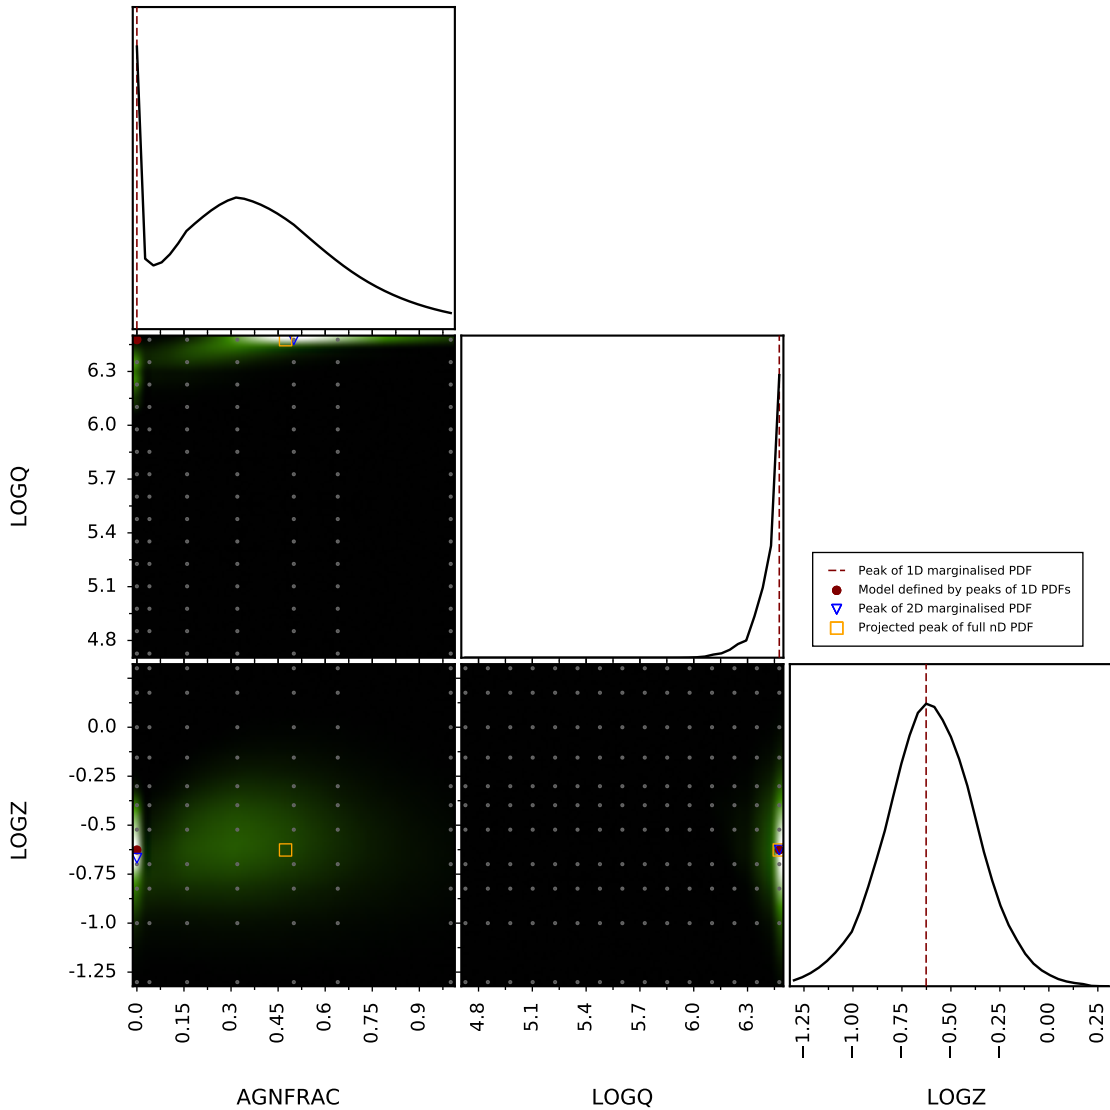 LOGQ
6.3
6.0
5.7
5.4
5.1
4.8
Peak of 1D marginalised PDF
Model defined by peaks of 1D PDFs
Peak of 2D marginalised PDF
Projected peak of full nD PDF
LOGZ
0.0
-0.25
-0.5
-0.75
-1.0
-1.25
0.0 0.15 0.3 0.45 0.6 0.75 0.9
4.8 5.1 5.4 5.7 6.0 6.3
−1.25 −1.00 −0.75 −0.50 −0.25 0.00 0.25
AGNFRAC LOGQ LOGZ